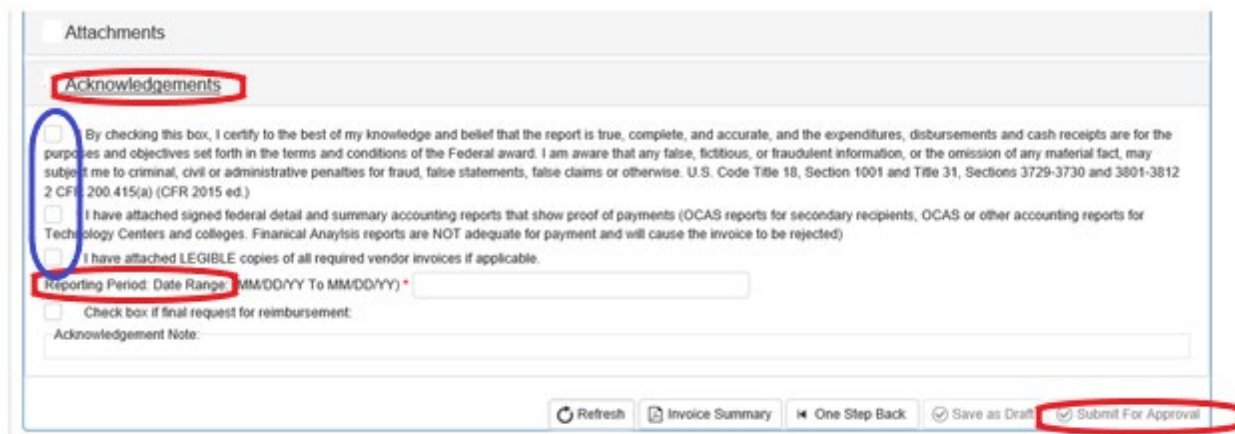 Attachments
Acknowledgements
By checking this box, I certify to the best of my knowledge and belief that the report is true, complete, and accurate, and the expenditures, disbursements and cash receipts are for the
purposes and objectives set forth in the terms and conditions of the Federal award. I am aware that any false, fictitious, or fraudulent information, or the omission of any material fact, may
subject me to criminal, civil or administrative penalties for fraud, false statements, false claims or otherwise. U.S. Code Title 18, Section 1001 and Title 31, Sections 3729-3730 and 3801-3812
2 CFR 200.415(a) (CFR 2015 ed.)
* I have attached signed federal detail and summary accounting reports that show proof of payments (OCAS reports for secondary recipients, OCAS or other accounting reports for
Technology Centers and colleges. Finanical Anaylsis reports are NOT adequate for payment and will cause the invoice to be rejected)
I have attached LEGIBLE copies of all required vendor invoices if applicable.
Reporting Period: Date Range: (MM/DD/YY To MM/DD/YY) *
Check box if final request for reimbursement:
Acknowledgement Note:
Refresh Invoice Summary One Step Back Save as Draft Submit For Approval